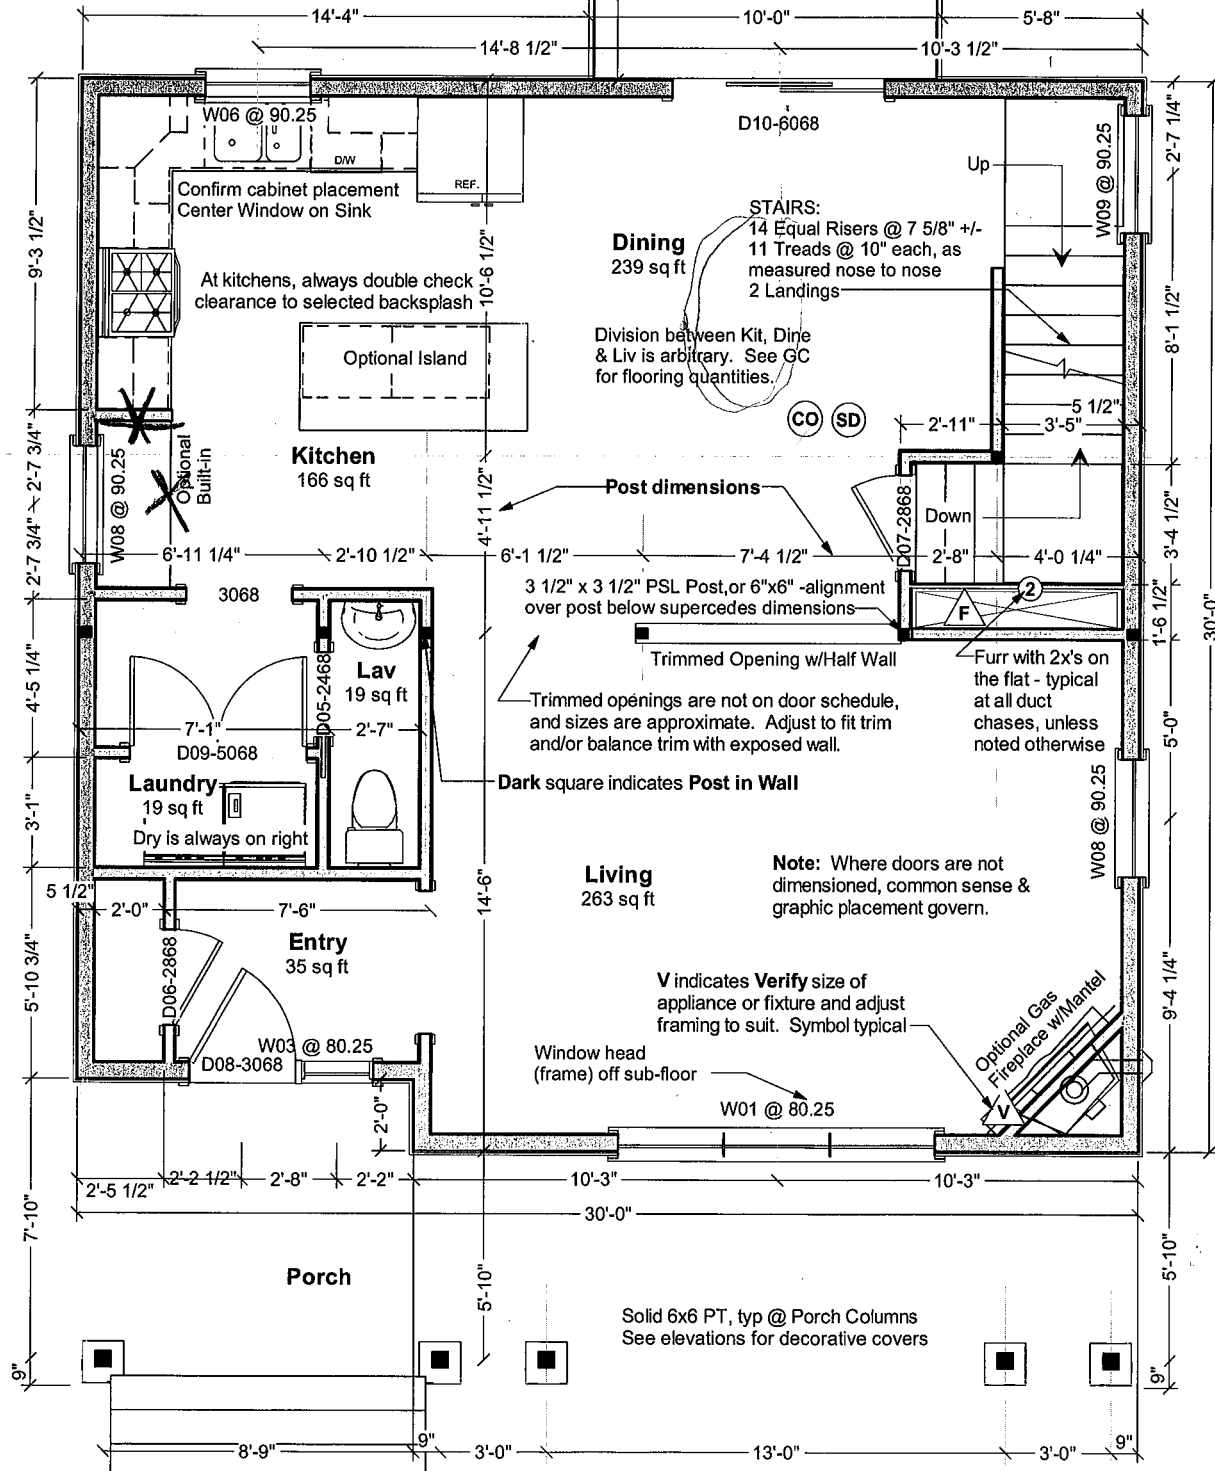 14'-4"
10'-0"
5'-8"
14'-8 1/2"
10'-3 1/2"
W06 @ 90.25
D/W
REF.
D10-6068
Up
W09 @ 90.25
2'-7 1/4"
Confirm cabinet placement
Center Window on Sink
9'-3 1/2"
10'-6 1/2"
Dining
239 sq ft
STAIRS:
14 Equal Risers @ 7 5/8" +/-
11 Treads @ 10" each, as
measured nose to nose
2 Landings
At kitchens, always double check
clearance to selected backsplash
8'-1 1/2"
30'-0"
Optional Island
Division between Kit, Dine
& Liv is arbitrary. See GC
for flooring quantities.
CO
SD
5 1/2"
2'-11"
3'-5"
2'-7 3/4"
2'-7 3/4"
W08 @ 90.25
Optional
Built-in
Kitchen
166 sq ft
4'-11 1/2"
Post dimensions
D07-2868
Down
3'-4 1/2"
6'-11 1/4"
2'-10 1/2"
6'-1 1/2"
7'-4 1/2"
2'-8"
4'-0 1/4"
3068
3 1/2" x 3 1/2" PSL Post,or 6"x6" -alignment
over post below supercedes dimensions
F
2
1'-6 1/2"
4'-5 1/4"
Lav
19 sq ft
D05-2468
Trimmed Opening w/Half Wall
Furr with 2x's on
the flat - typical
at all duct
chases, unless
noted otherwise
Trimmed openings are not on door schedule,
and sizes are approximate. Adjust to fit trim
and/or balance trim with exposed wall.
5'-0"
7'-1"
2'-7"
D09-5068
Dark square indicates Post in Wall
Laundry
19 sq ft
Dry is always on right
3'-1"
W08 @ 90.25
Living
263 sq ft
14'-6"
Note: Where doors are not
dimensioned, common sense &
graphic placement govern.
5 1/2"
2'-0"
7'-6"
Entry
35 sq ft
D06-2868
5'-10 3/4"
9'-4 1/4"
V indicates Verify size of
appliance or fixture and adjust
framing to suit. Symbol typical
Optional Gas
Fireplace w/Mantel
W03 @ 80.25
D08-3068
Window head
(frame) off sub-floor
V
W01 @ 80.25
2'-0"
2'-5 1/2"
2'-2 1/2"
2'-8"
2'-2"
10'-3"
10'-3"
30'-0"
7'-10"
Porch
5'-10"
5'-10"
Solid 6x6 PT, typ @ Porch Columns
See elevations for decorative covers
9"
9"
8'-9"
9"
3'-0"
13'-0"
3'-0"
9"